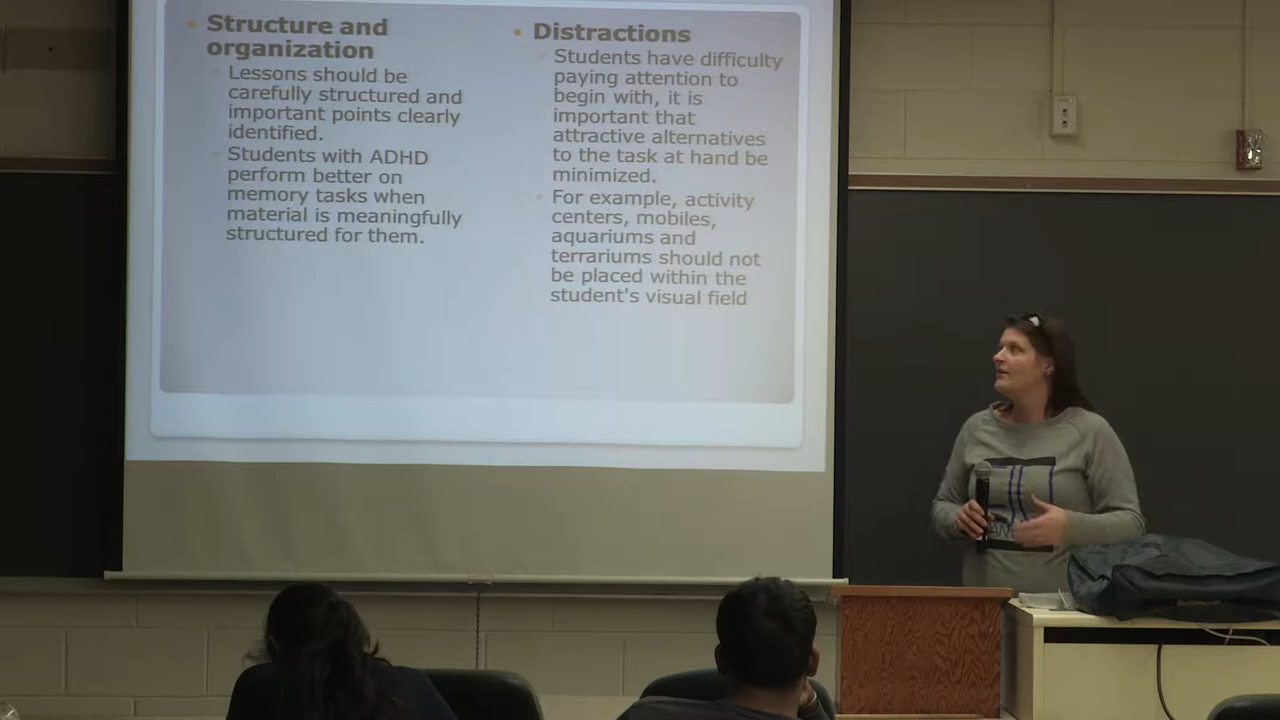 Structure and
organization
Lessons should be
carefully structured and
important points clearly
identified.
Students with ADHD
perform better on
memory tasks when
material is meaningfully
structured for them.
Distractions
Students have difficulty
paying attention to
begin with, it is
important that
attractive alternatives
to the task at hand be
minimized.
For example, activity
centers, mobiles,
aquariums and
terrariums should not
be placed within the
student's visual field